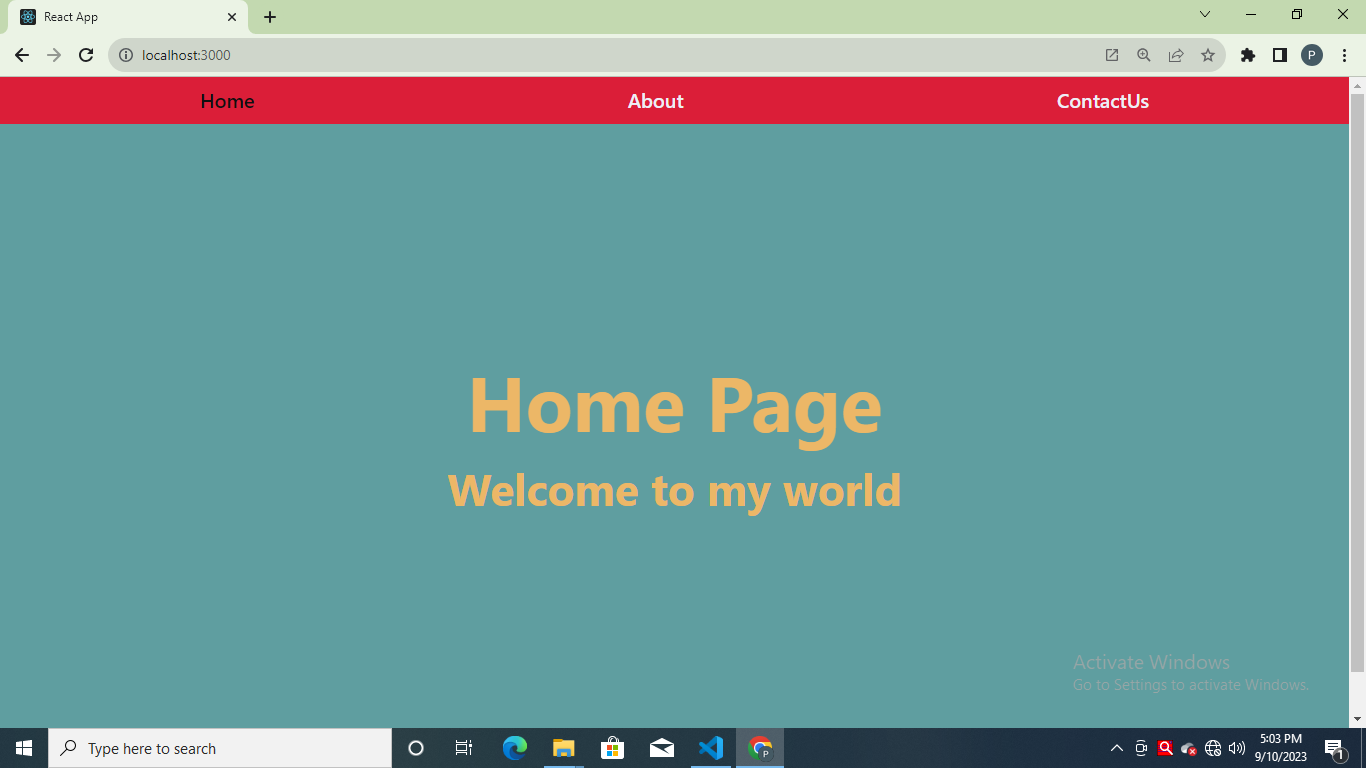 React App
localhost:3000
P
Home About ContactUs
Home Page
Welcome to my world
Activate Windows
Go to Settings to activate Windows.
Type here to search
P
5:03 PM
9/10/2023
1